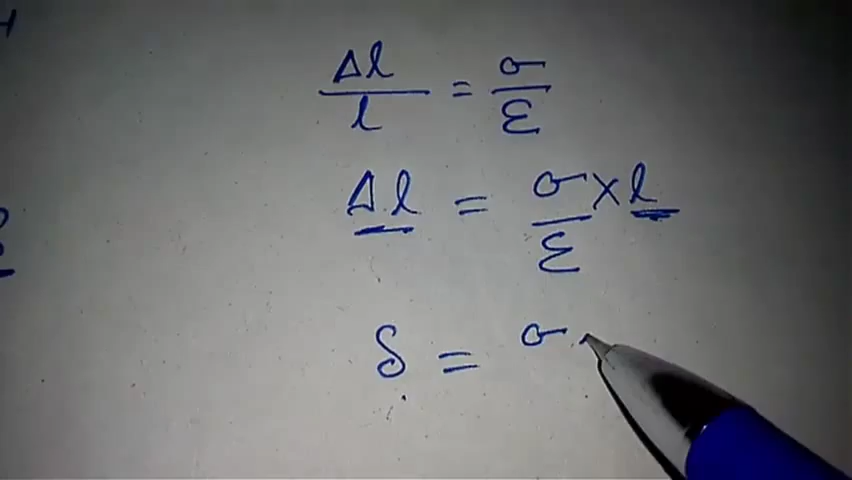 Δl/l = σ/E
Δl = σ/E × l
δ = σ